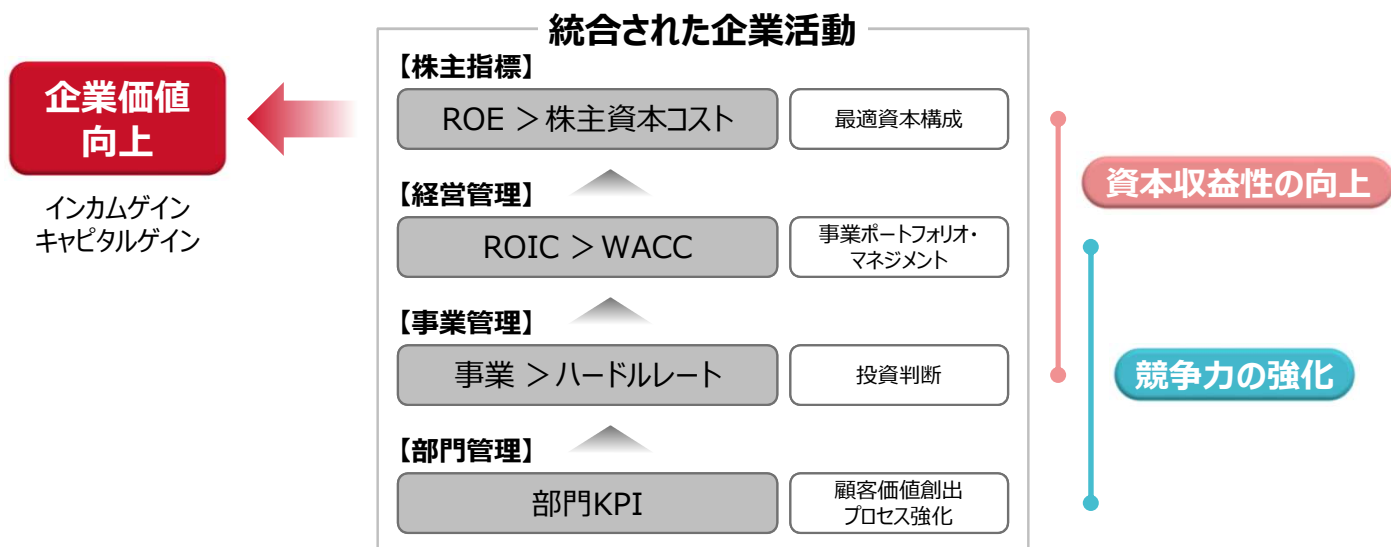 統合された企業活動
企業価値
向上
インカムゲイン
キャピタルゲイン
【株主指標】
ROE ＞株主資本コスト
最適資本構成
【経営管理】
ROIC ＞WACC
事業ポートフォリオ・
マネジメント
【事業管理】
事業 ＞ハードルレート
投資判断
【部門管理】
部門KPI
顧客価値創出
プロセス強化
資本収益性の向上
競争力の強化